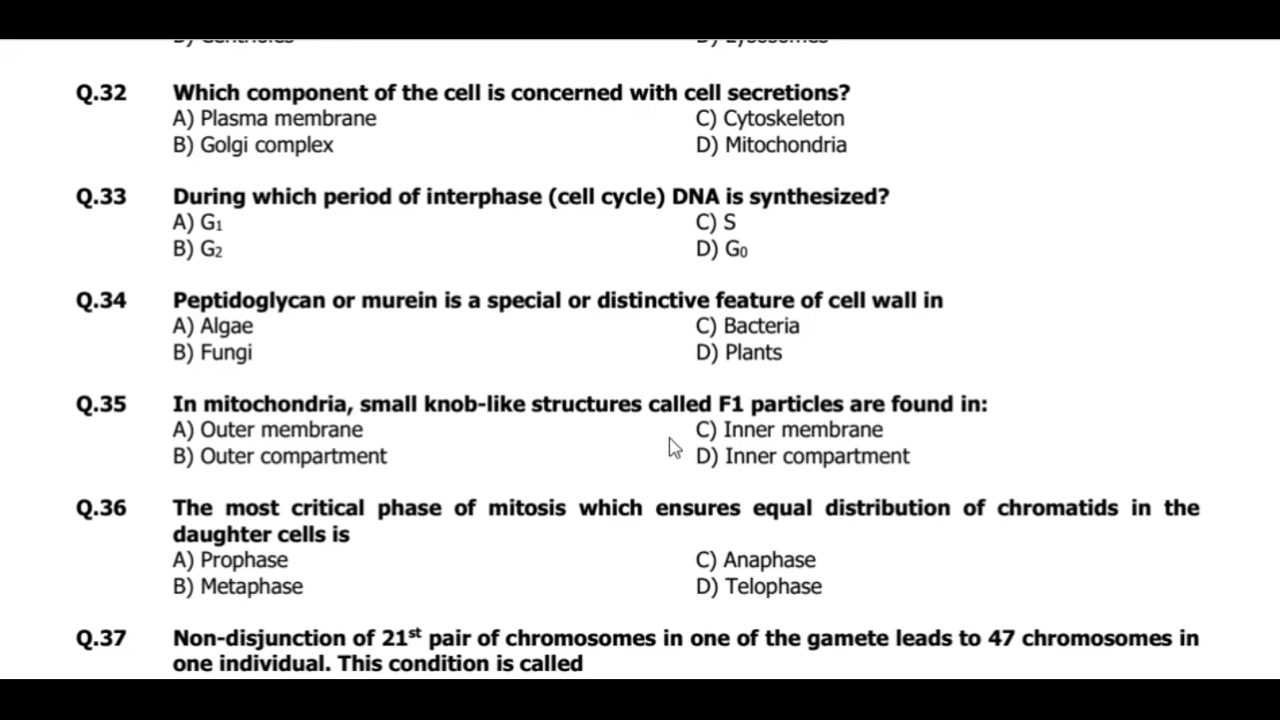 Q.32 Which component of the cell is concerned with cell secretions?
A) Plasma membrane C) Cytoskeleton
B) Golgi complex D) Mitochondria
Q.33 During which period of interphase (cell cycle) DNA is synthesized?
A) G1 C) S
B) G2 D) G0
Q.34 Peptidoglycan or murein is a special or distinctive feature of cell wall in
A) Algae C) Bacteria
B) Fungi D) Plants
Q.35 In mitochondria, small knob-like structures called F1 particles are found in:
A) Outer membrane C) Inner membrane
B) Outer compartment D) Inner compartment
Q.36 The most critical phase of mitosis which ensures equal distribution of chromatids in the
daughter cells is
A) Prophase C) Anaphase
B) Metaphase D) Telophase
Q.37 Non-disjunction of 21st pair of chromosomes in one of the gamete leads to 47 chromosomes in
one individual. This condition is called